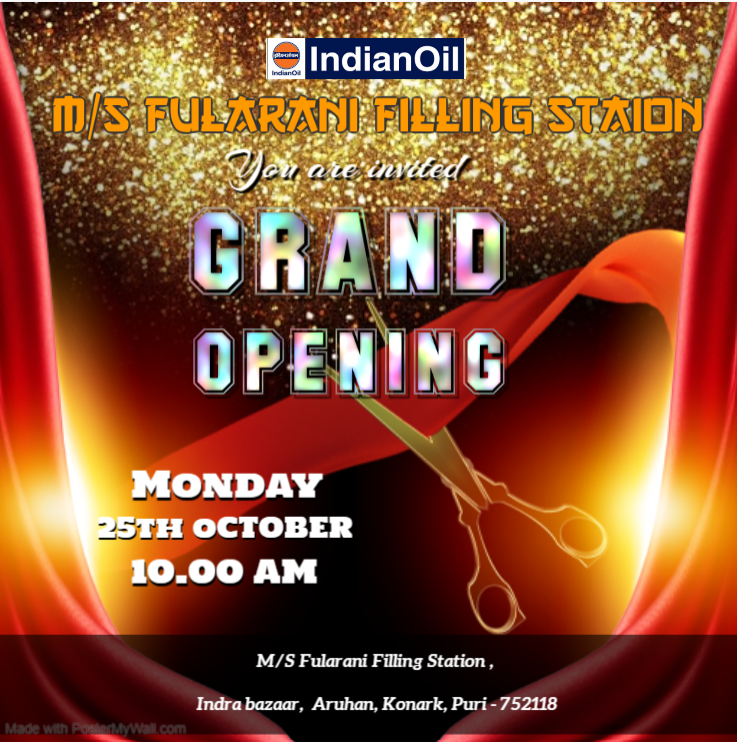 इंडियनऑयल
IndianOil
IndianOil
M/S FULARANI FILLING STAION
You are invited
GRAND
OPENING
MONDAY
25TH OCTOBER
10.00 AM
M/S Fularani Filling Station ,
Indra bazaar, Aruhan, Konark, Puri - 752118
Made with PosterMyWall.com